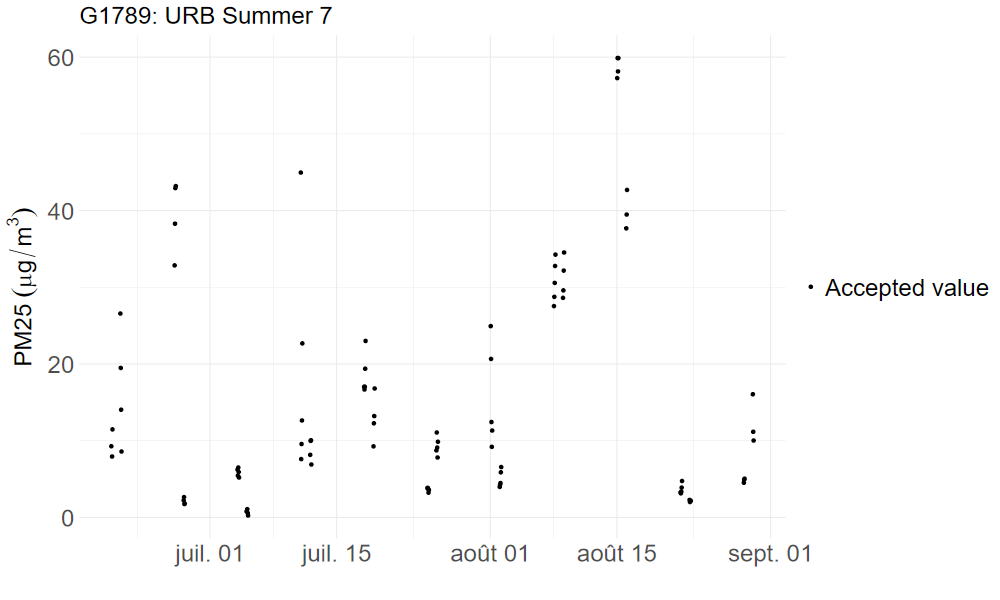 G1789: URB Summer 7
PM25 (μg/m³)
60
40
20
0
juil. 01
juil. 15
août 01
août 15
sept. 01
Accepted value